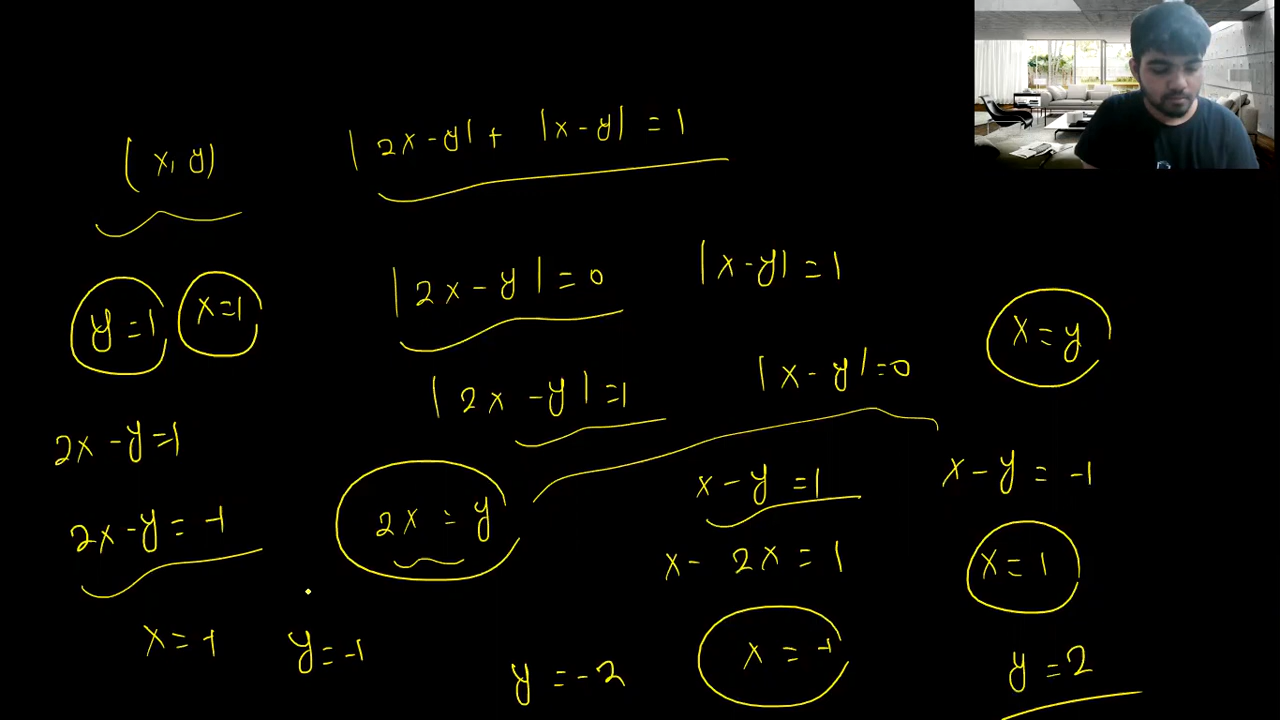 (x, y) |2x-y| + |x-y| = 1
|2x-y| = 0 |x-y| = 1
y=1 x=1 x=y
|2x-y| = 1 |x-y| = 0
2x-y=1
x-y=1 x-y=-1
2x-y=-1 2x=y
x-2x=1 x=1
x=-1 y=-1 y=-2 x=-1 y=2